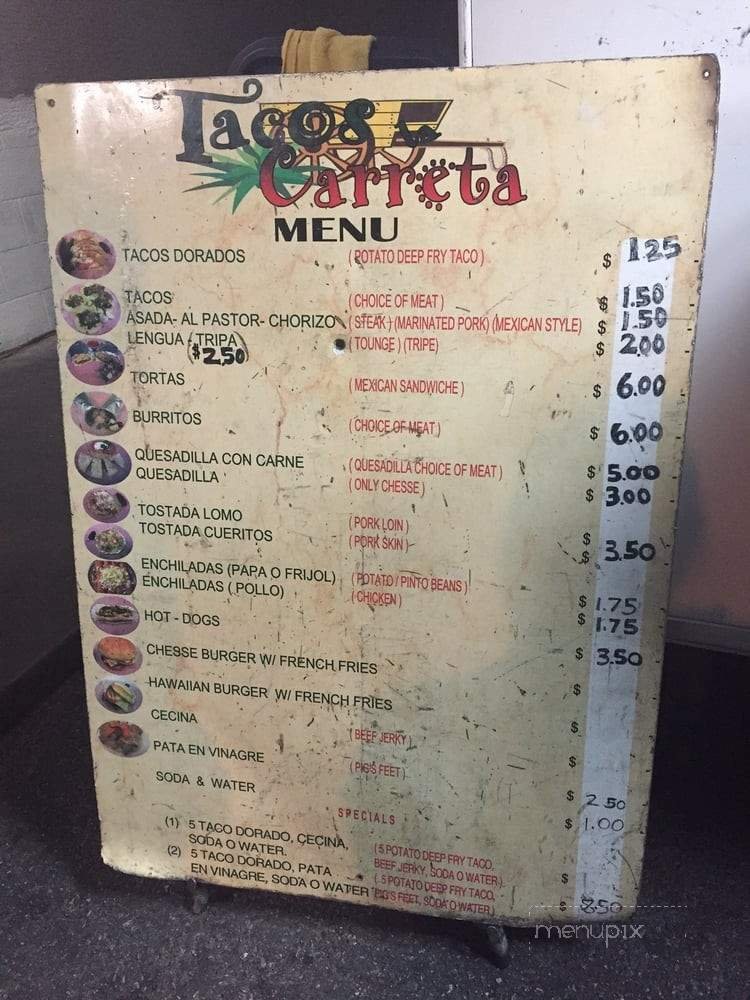 Tacos
Carreta
MENU
TACOS DORADOS ( POTATO DEEP FRY TACO ) $ 1.25
TACOS ( CHOICE OF MEAT ) $ 1.50
ASADA- AL PASTOR- CHORIZO ( STEAK ) (MARINATED PORK) (MEXICAN STYLE) $ 1.50
LENGUA / TRIPA ( TOUNGE ) (TRIPE) $ 2.00
($2.50)
TORTAS ( MEXICAN SANDWICHE ) $ 6.00
BURRITOS ( CHOICE OF MEAT ) $ 6.00
QUESADILLA CON CARNE ( QUESADILLA CHOICE OF MEAT ) $ 5.00
QUESADILLA ( ONLY CHESSE ) $ 3.00
TOSTADA LOMO ( PORK LOIN ) $
TOSTADA CUERITOS ( PORK SKIN ) $ 3.50
ENCHILADAS (PAPA O FRIJOL) ( POTATO / PINTO BEANS ) $ 1.75
ENCHILADAS ( POLLO) ( CHICKEN ) $ 1.75
HOT - DOGS $ 3.50
CHESSE BURGER W/ FRENCH FRIES $
HAWAIIAN BURGER W/ FRENCH FRIES $
CECINA ( BEEF JERKY ) $
PATA EN VINAGRE ( PIG'S FEET ) $ 2.50
SODA & WATER $ 1.00
SPECIALS
(1) 5 TACO DORADO, CECINA, ( 5 POTATO DEEP FRY TACO,
SODA O WATER. BEEF JERKY, SODA O WATER ) $
(2) 5 TACO DORADO, PATA ( 5 POTATO DEEP FRY TACO,
EN VINAGRE, SODA O WATER PIG'S FEET, SODA O WATER ) $ 8.50
menupix